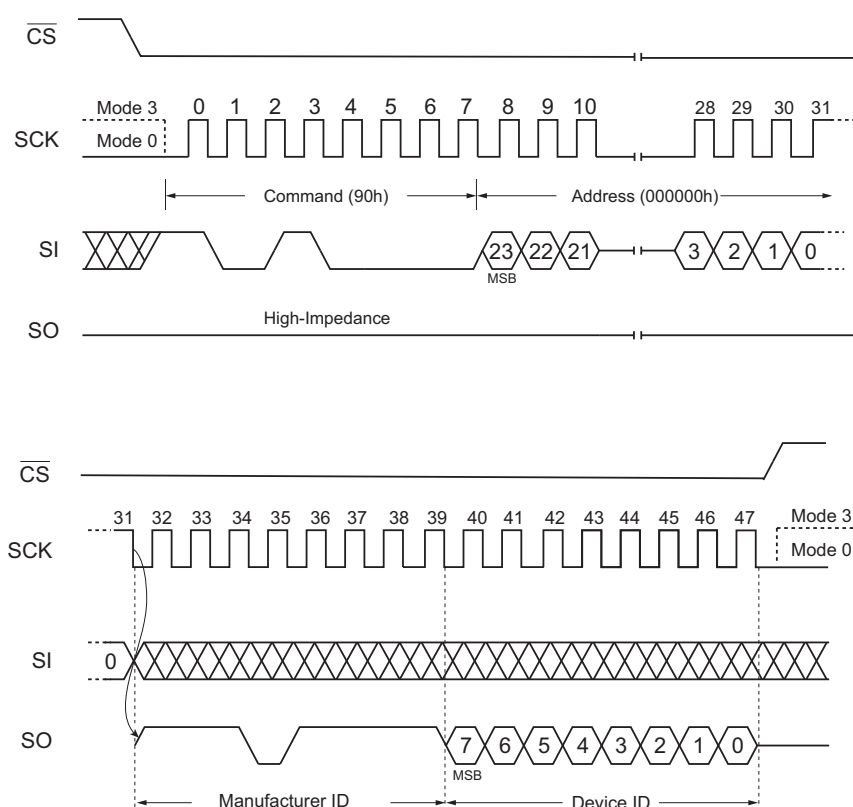 CS
Mode 3 0 1 2 3 4 5 6 7 8 9 10 28 29 30 31
SCK
Mode 0
Command (90h) Address (000000h)
SI 23 22 21 3 2 1 0
MSB
High-Impedance
SO
CS
31 32 33 34 35 36 37 38 39 40 41 42 43 44 45 46 47 Mode 3
SCK Mode 0
SI 0
SO 7 6 5 4 3 2 1 0
MSB
Manufacturer ID Device ID